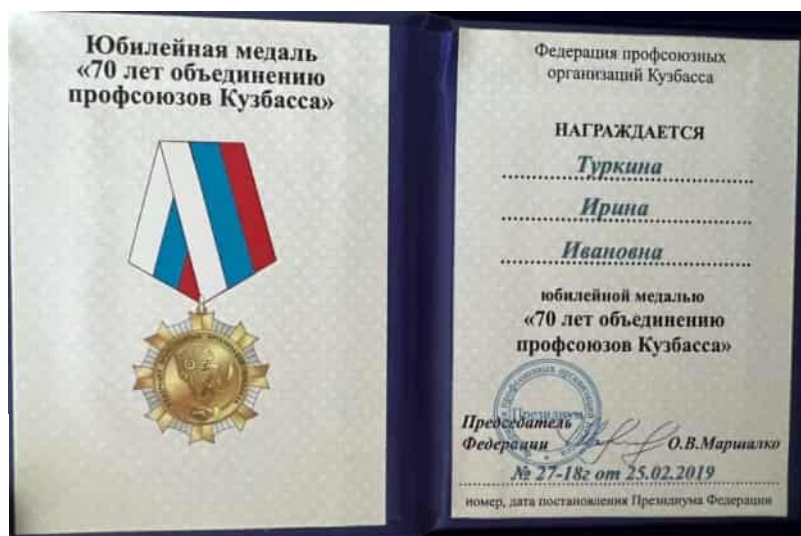 Юбилейная медаль
«70 лет объединению
профсоюзов Кузбасса»
Федерация профсоюзных
организаций Кузбасса
НАГРАЖДАЕТСЯ
Туркина
Ирина
Ивановна
юбилейной медалью
«70 лет объединению
профсоюзов Кузбасса»
Президиум
Председатель
Федерации О.В.Маршалко
№ 27-18г от 25.02.2019
номер, дата постановления Президиума Федерации